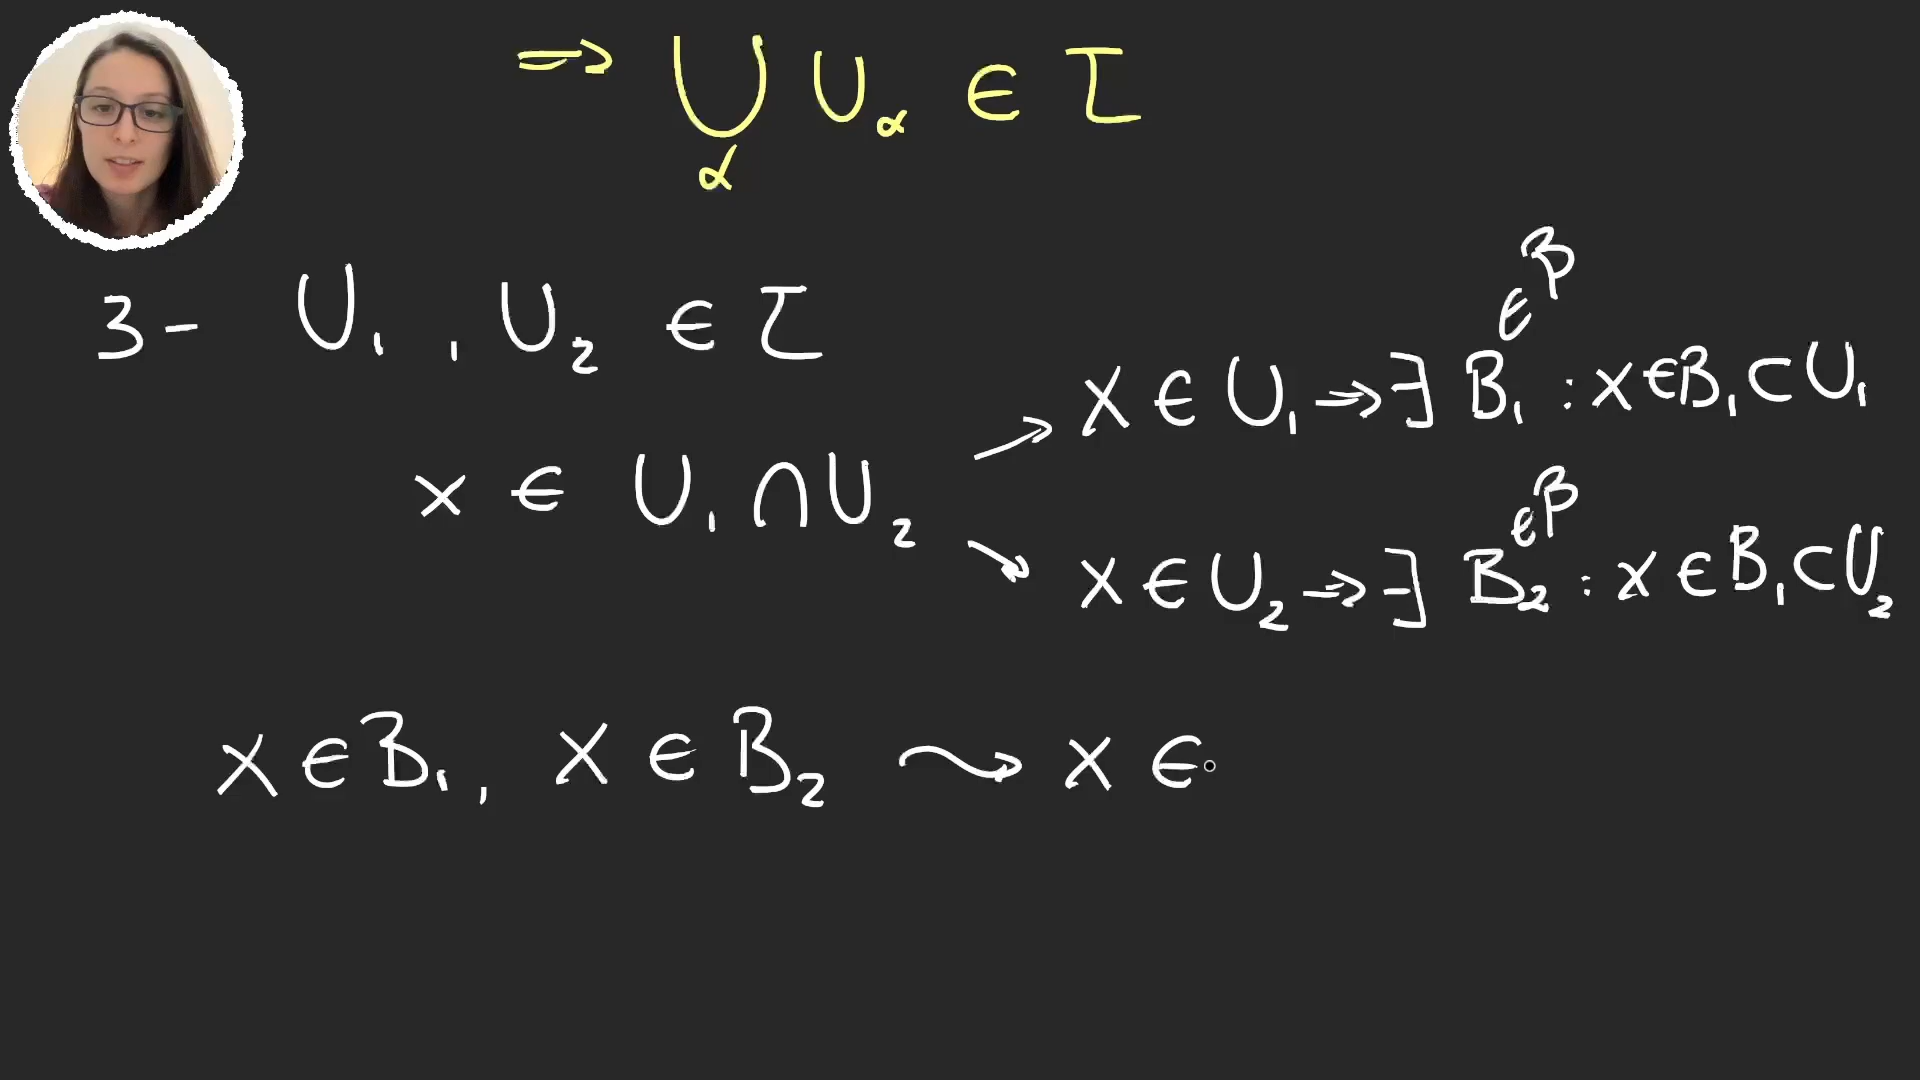 ⇒ ⋃_α U_α ∈ τ
3- U₁ , U₂ ∈ τ
x ∈ U₁ ⇒ ∃ B₁ ∈ β : x ∈ B₁ ⊂ U₁
x ∈ U₁ ∩ U₂
x ∈ U₂ ⇒ ∃ B₂ ∈ β : x ∈ B₁ ⊂ U₂
x ∈ B₁ , x ∈ B₂ ⇝ x ∈